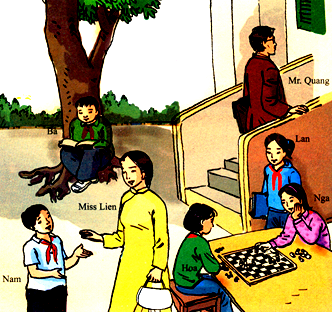 Mr. Quang
Ba
Lan
Nga
Miss Lien
Hoa
Nam